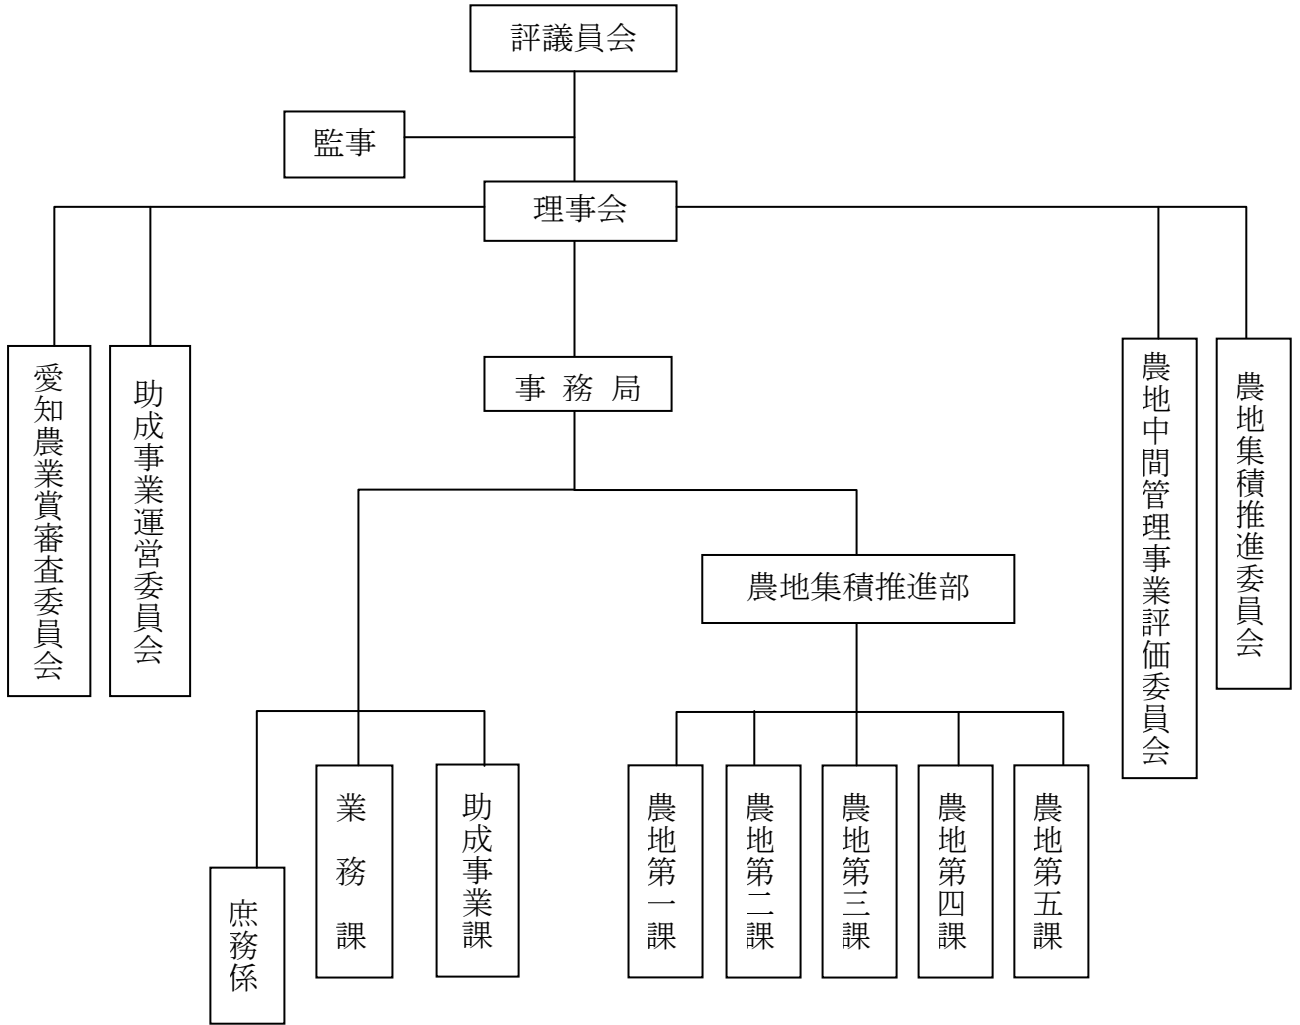 評議員会
監事
理事会
愛知農業賞審査委員会
助成事業運営委員会
事 務 局
農地中間管理事業評価委員会
農地集積推進委員会
農地集積推進部
庶務係
業 務 課
助成事業課
農地第一課
農地第二課
農地第三課
農地第四課
農地第五課